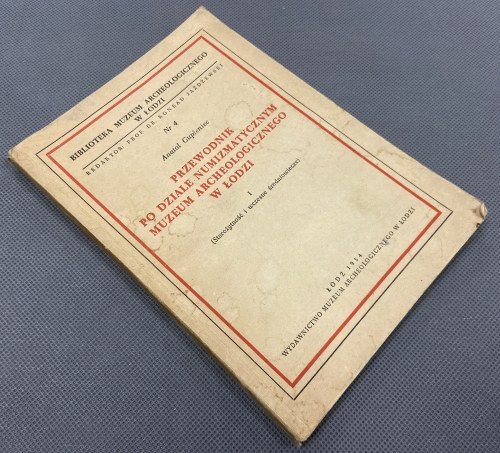 BIBLIOTEKA MUZEUM ARCHEOLOGICZNEGO
W ŁODZI
REDAKTOR: PROF. DR KONRAD JAŻDŻEWSKI
Nr 4
Anatol Gupieniec
PRZEWODNIK
PO DZIALE NUMIZMATYCZNYM
MUZEUM ARCHEOLOGICZNEGO
W ŁODZI
I
(Starożytność i wczesne średniowiecze)
ŁÓDŹ 1954
WYDAWNICTWO MUZEUM ARCHEOLOGICZNEGO W ŁODZI